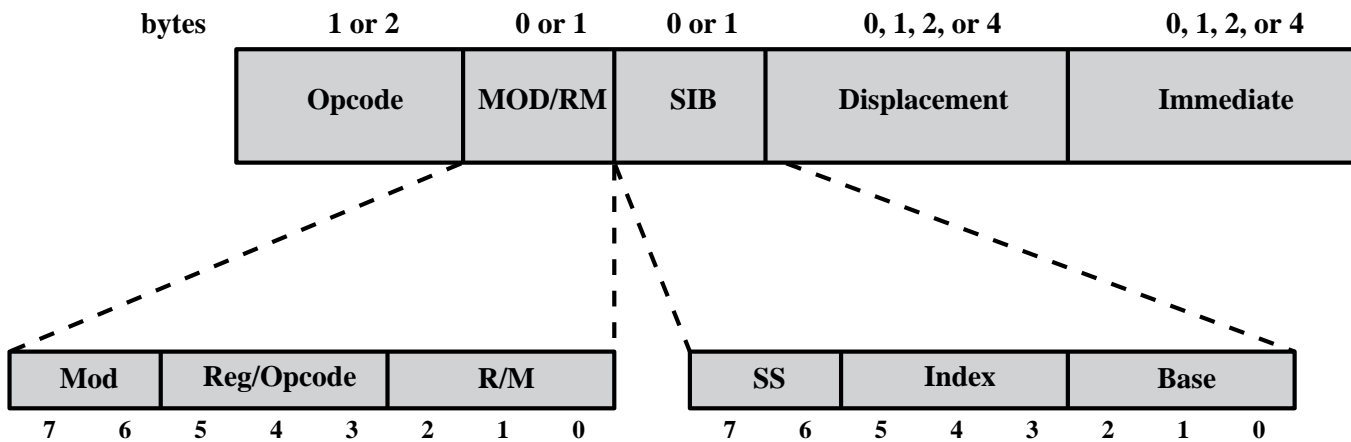 bytes 1 or 2 0 or 1 0 or 1 0, 1, 2, or 4 0, 1, 2, or 4
Opcode MOD/RM SIB Displacement Immediate
Mod Reg/Opcode R/M SS Index Base
7 6 5 4 3 2 1 0 7 6 5 4 3 2 1 0